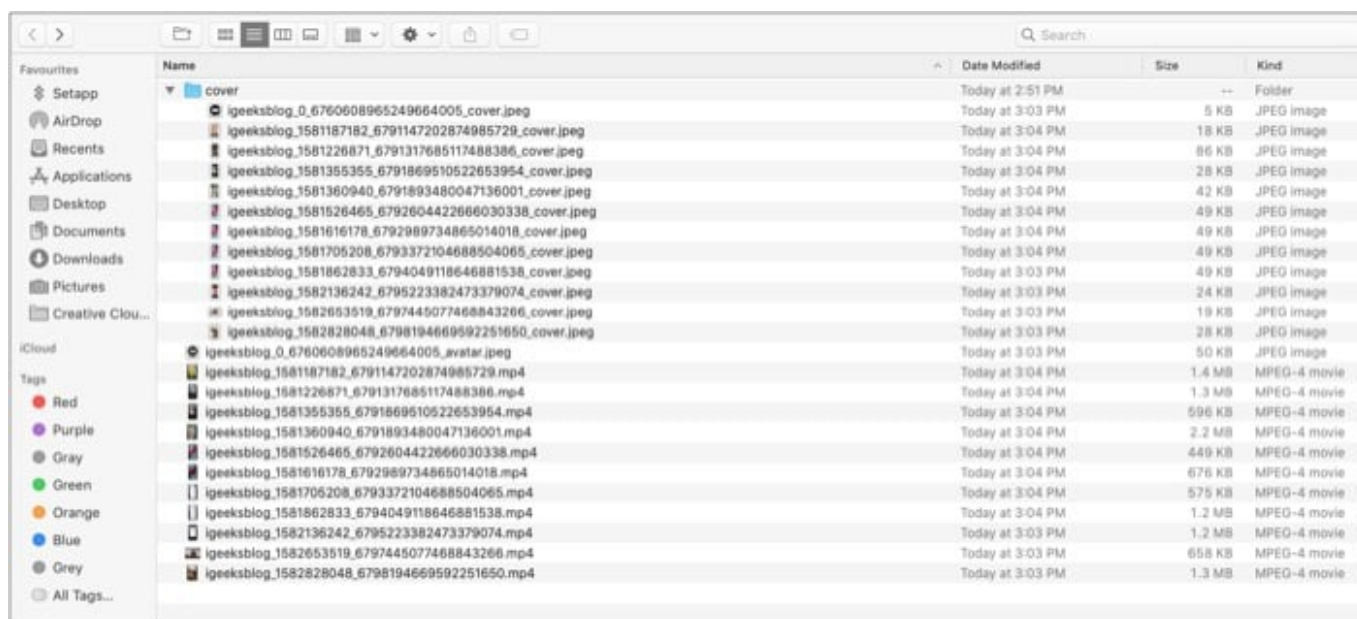 Search
Favourites
Setapp
AirDrop
Recents
Applications
Desktop
Documents
Downloads
Pictures
Creative Clou...
iCloud
Tags
Red
Purple
Gray
Green
Orange
Blue
Grey
All Tags...
Name Date Modified Size Kind
cover Today at 2:51 PM -- Folder
igeeksblog_0_6760608965249664005_cover.jpeg Today at 3:03 PM 5 KB JPEG image
igeeksblog_1581187182_6791147202874985729_cover.jpeg Today at 3:04 PM 18 KB JPEG image
igeeksblog_1581226871_6791317685117488386_cover.jpeg Today at 3:04 PM 86 KB JPEG image
igeeksblog_1581355355_6791869510522653954_cover.jpeg Today at 3:04 PM 28 KB JPEG image
igeeksblog_1581360940_6791893480047136001_cover.jpeg Today at 3:04 PM 42 KB JPEG image
igeeksblog_1581526465_6792604422666030338_cover.jpeg Today at 3:04 PM 49 KB JPEG image
igeeksblog_1581616178_6792989734865014018_cover.jpeg Today at 3:04 PM 49 KB JPEG image
igeeksblog_1581705208_6793372104688504065_cover.jpeg Today at 3:04 PM 49 KB JPEG image
igeeksblog_1581862833_6794049118646881538_cover.jpeg Today at 3:03 PM 49 KB JPEG image
igeeksblog_1582136242_6795223382473379074_cover.jpeg Today at 3:03 PM 24 KB JPEG image
igeeksblog_1582653519_6797445077468843266_cover.jpeg Today at 3:03 PM 19 KB JPEG image
igeeksblog_1582828048_6798194669592251650_cover.jpeg Today at 3:03 PM 28 KB JPEG image
igeeksblog_0_6760608965249664005_avatar.jpeg Today at 3:03 PM 50 KB JPEG image
igeeksblog_1581187182_6791147202874985729.mp4 Today at 3:04 PM 1.4 MB MPEG-4 movie
igeeksblog_1581226871_6791317685117488386.mp4 Today at 3:04 PM 1.3 MB MPEG-4 movie
igeeksblog_1581355355_6791869510522653954.mp4 Today at 3:04 PM 596 KB MPEG-4 movie
igeeksblog_1581360940_6791893480047136001.mp4 Today at 3:04 PM 2.2 MB MPEG-4 movie
igeeksblog_1581526465_6792604422666030338.mp4 Today at 3:04 PM 449 KB MPEG-4 movie
igeeksblog_1581616178_6792989734865014018.mp4 Today at 3:04 PM 676 KB MPEG-4 movie
igeeksblog_1581705208_6793372104688504065.mp4 Today at 3:04 PM 575 KB MPEG-4 movie
igeeksblog_1581862833_6794049118646881538.mp4 Today at 3:04 PM 1.2 MB MPEG-4 movie
igeeksblog_1582136242_6795223382473379074.mp4 Today at 3:03 PM 1.2 MB MPEG-4 movie
igeeksblog_1582653519_6797445077468843266.mp4 Today at 3:03 PM 658 KB MPEG-4 movie
igeeksblog_1582828048_6798194669592251650.mp4 Today at 3:03 PM 1.3 MB MPEG-4 movie